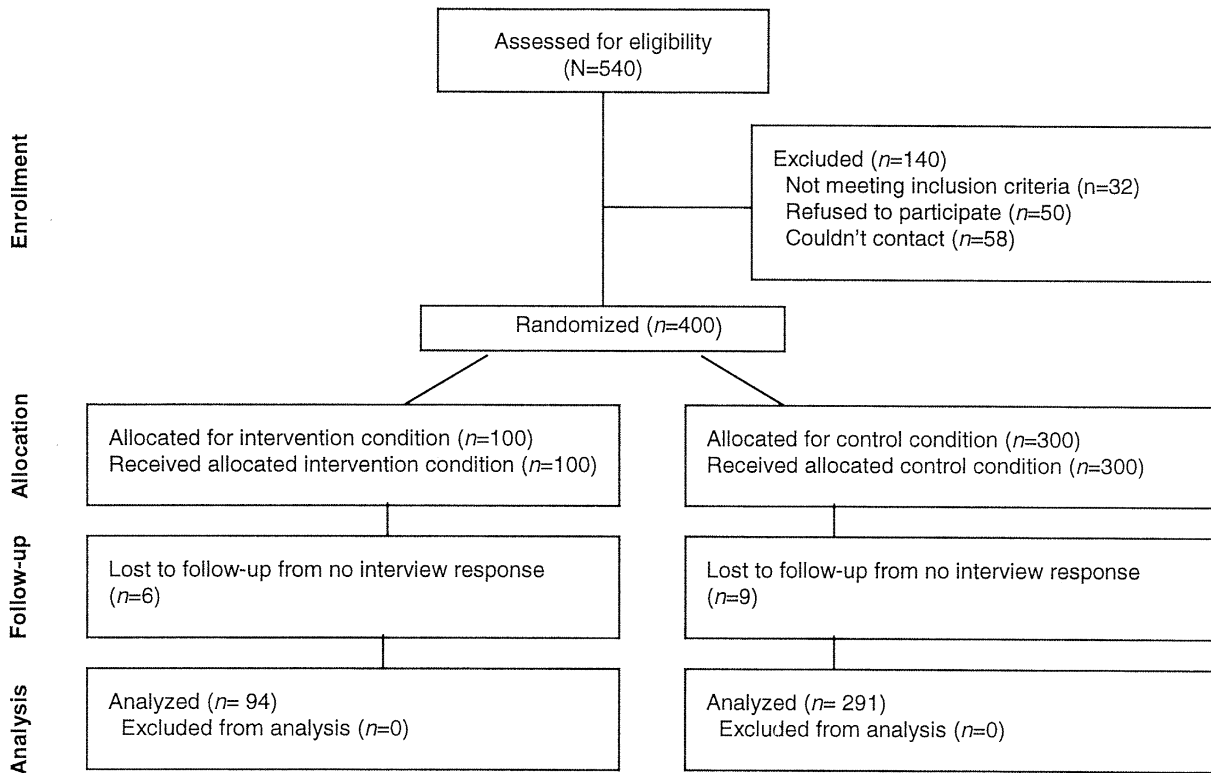 Assessed for eligibility
(N=540)
Enrollment
Excluded (n=140)
Not meeting inclusion criteria (n=32)
Refused to participate (n=50)
Couldn't contact (n=58)
Randomized (n=400)
Allocation
Allocated for intervention condition (n=100)
Received allocated intervention condition (n=100)
Allocated for control condition (n=300)
Received allocated control condition (n=300)
Follow-up
Lost to follow-up from no interview response
(n=6)
Lost to follow-up from no interview response
(n=9)
Analysis
Analyzed (n= 94)
Excluded from analysis (n=0)
Analyzed (n= 291)
Excluded from analysis (n=0)